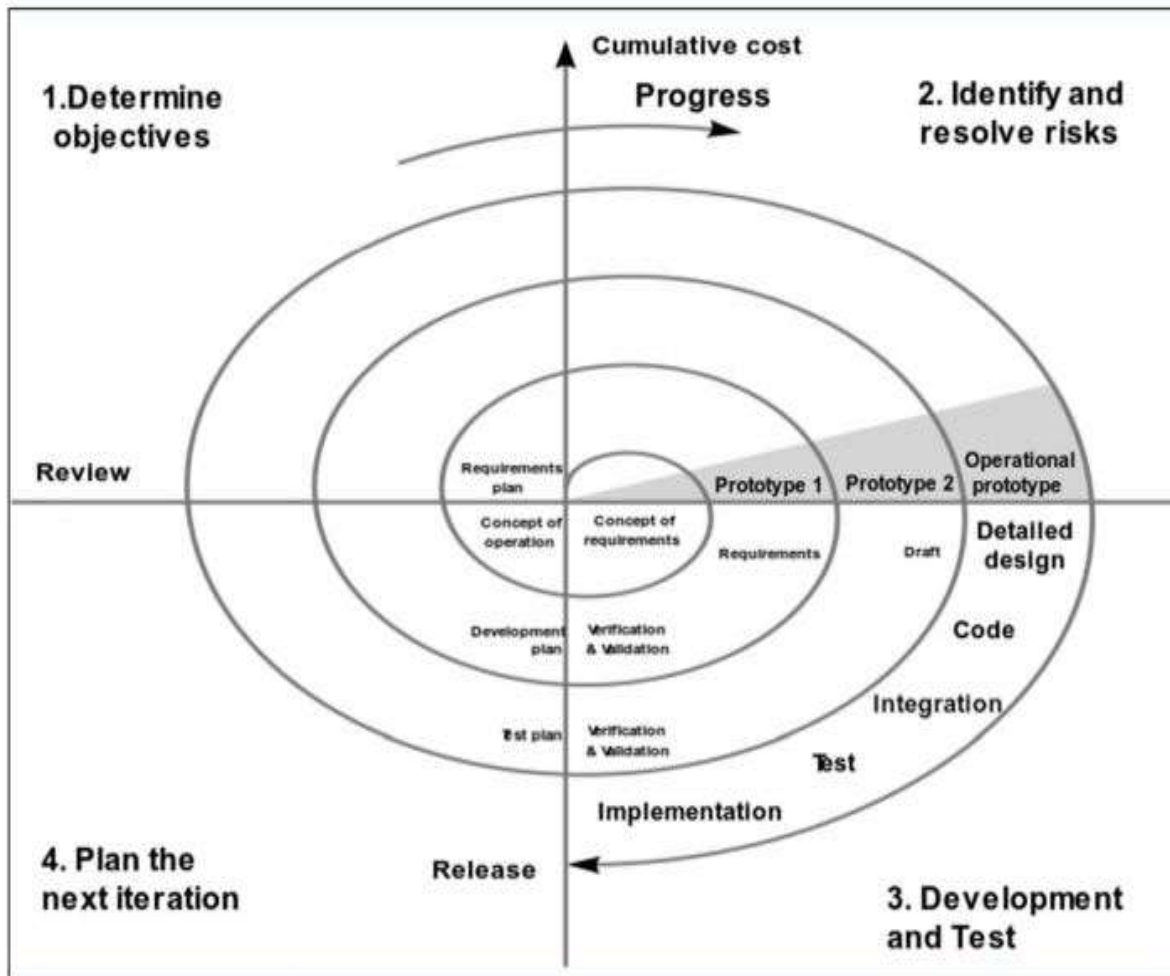 Cumulative cost
Progress
1.Determine
objectives
2. Identify and
resolve risks
Review
Requirements
plan
Prototype 1
Prototype 2
Operational
prototype
Concept of
operation
Concept of
requirements
Requirements
Draft
Detailed
design
Code
Integration
Test
Implementation
Development
plan
Verification
& Validation
Test plan
Verification
& Validation
Release
4. Plan the
next iteration
3. Development
and Test